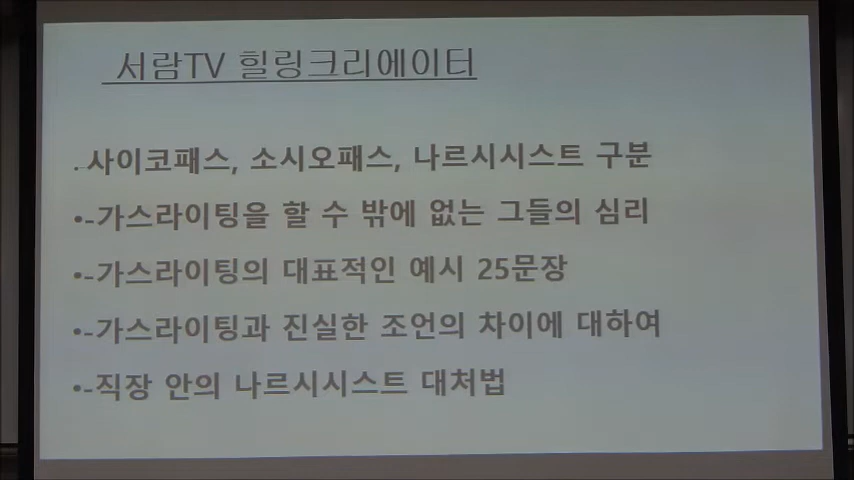 서람TV 힐링크리에이터
. -사이코패스, 소시오패스, 나르시시스트 구분
•-가스라이팅을 할 수 밖에 없는 그들의 심리
•-가스라이팅의 대표적인 예시 25문장
•-가스라이팅과 진실한 조언의 차이에 대하여
•-직장 안의 나르시시스트 대처법